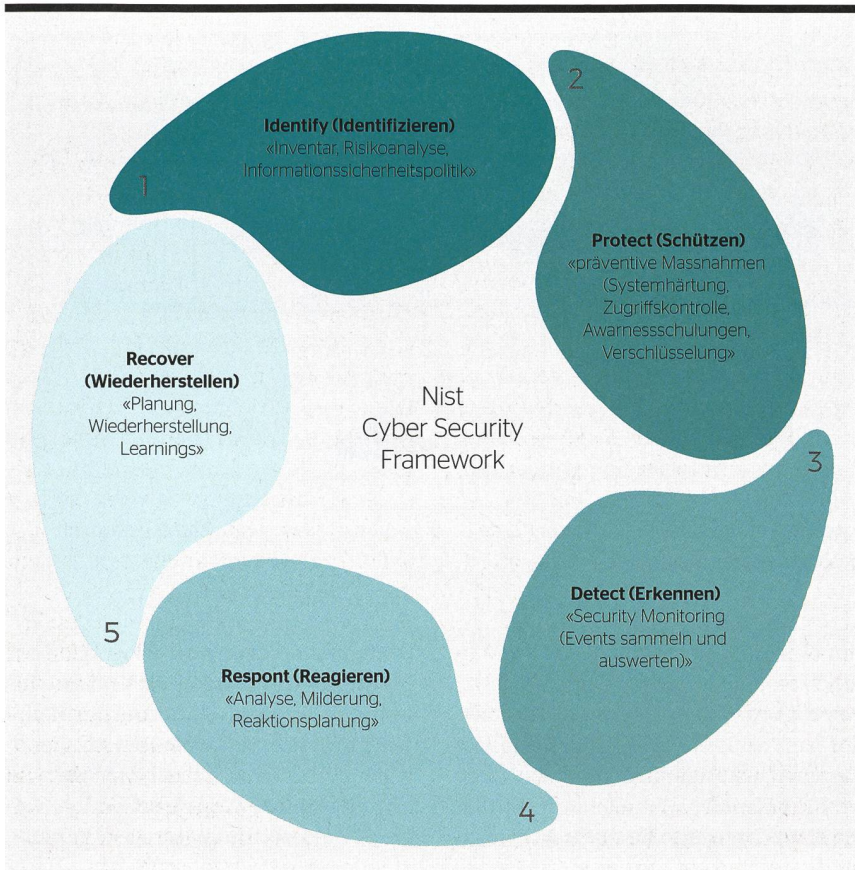 1
Identify (Identifizieren)
«Inventar, Risikoanalyse,
Informationssicherheitspolitik»
2
Protect (Schützen)
«präventive Massnahmen
(Systemhärtung,
Zugriffskontrolle,
Awarnessschulungen,
Verschlüsselung»
3
Detect (Erkennen)
«Security Monitoring
(Events sammeln und
auswerten)»
4
Respont (Reagieren)
«Analyse, Milderung,
Reaktionsplanung»
5
Recover
(Wiederherstellen)
«Planung,
Wiederherstellung,
Learnings»
Nist
Cyber Security
Framework